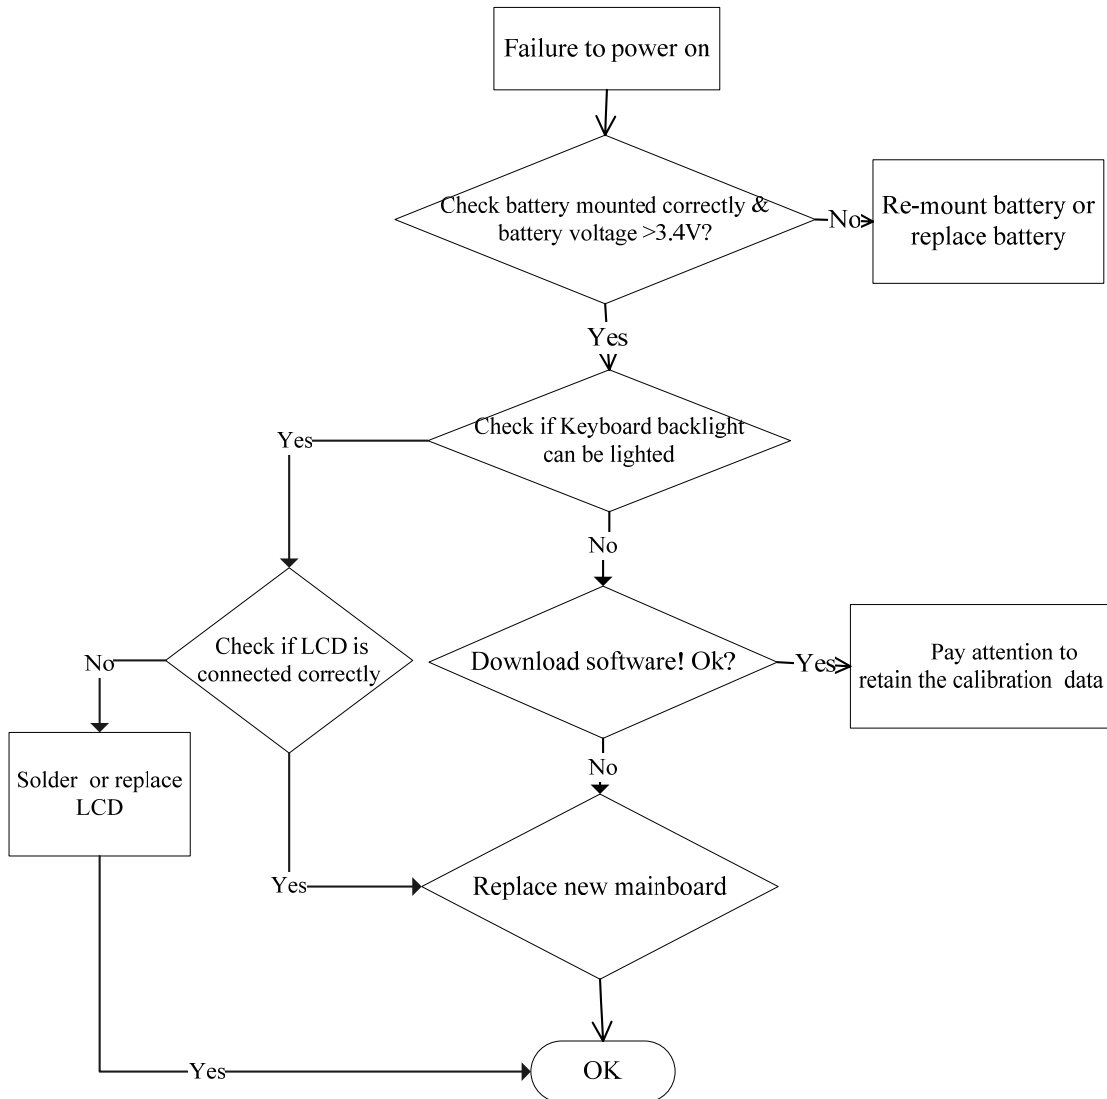 Failure to power on
Check battery mounted correctly &
battery voltage >3.4V?
No
Re-mount battery or
replace battery
Yes
Check if Keyboard backlight
can be lighted
Yes
No
Check if LCD is
connected correctly
No
Download software! Ok?
Yes
Pay attention to
retain the calibration data
Solder or replace
LCD
No
Yes
Replace new mainboard
Yes
OK